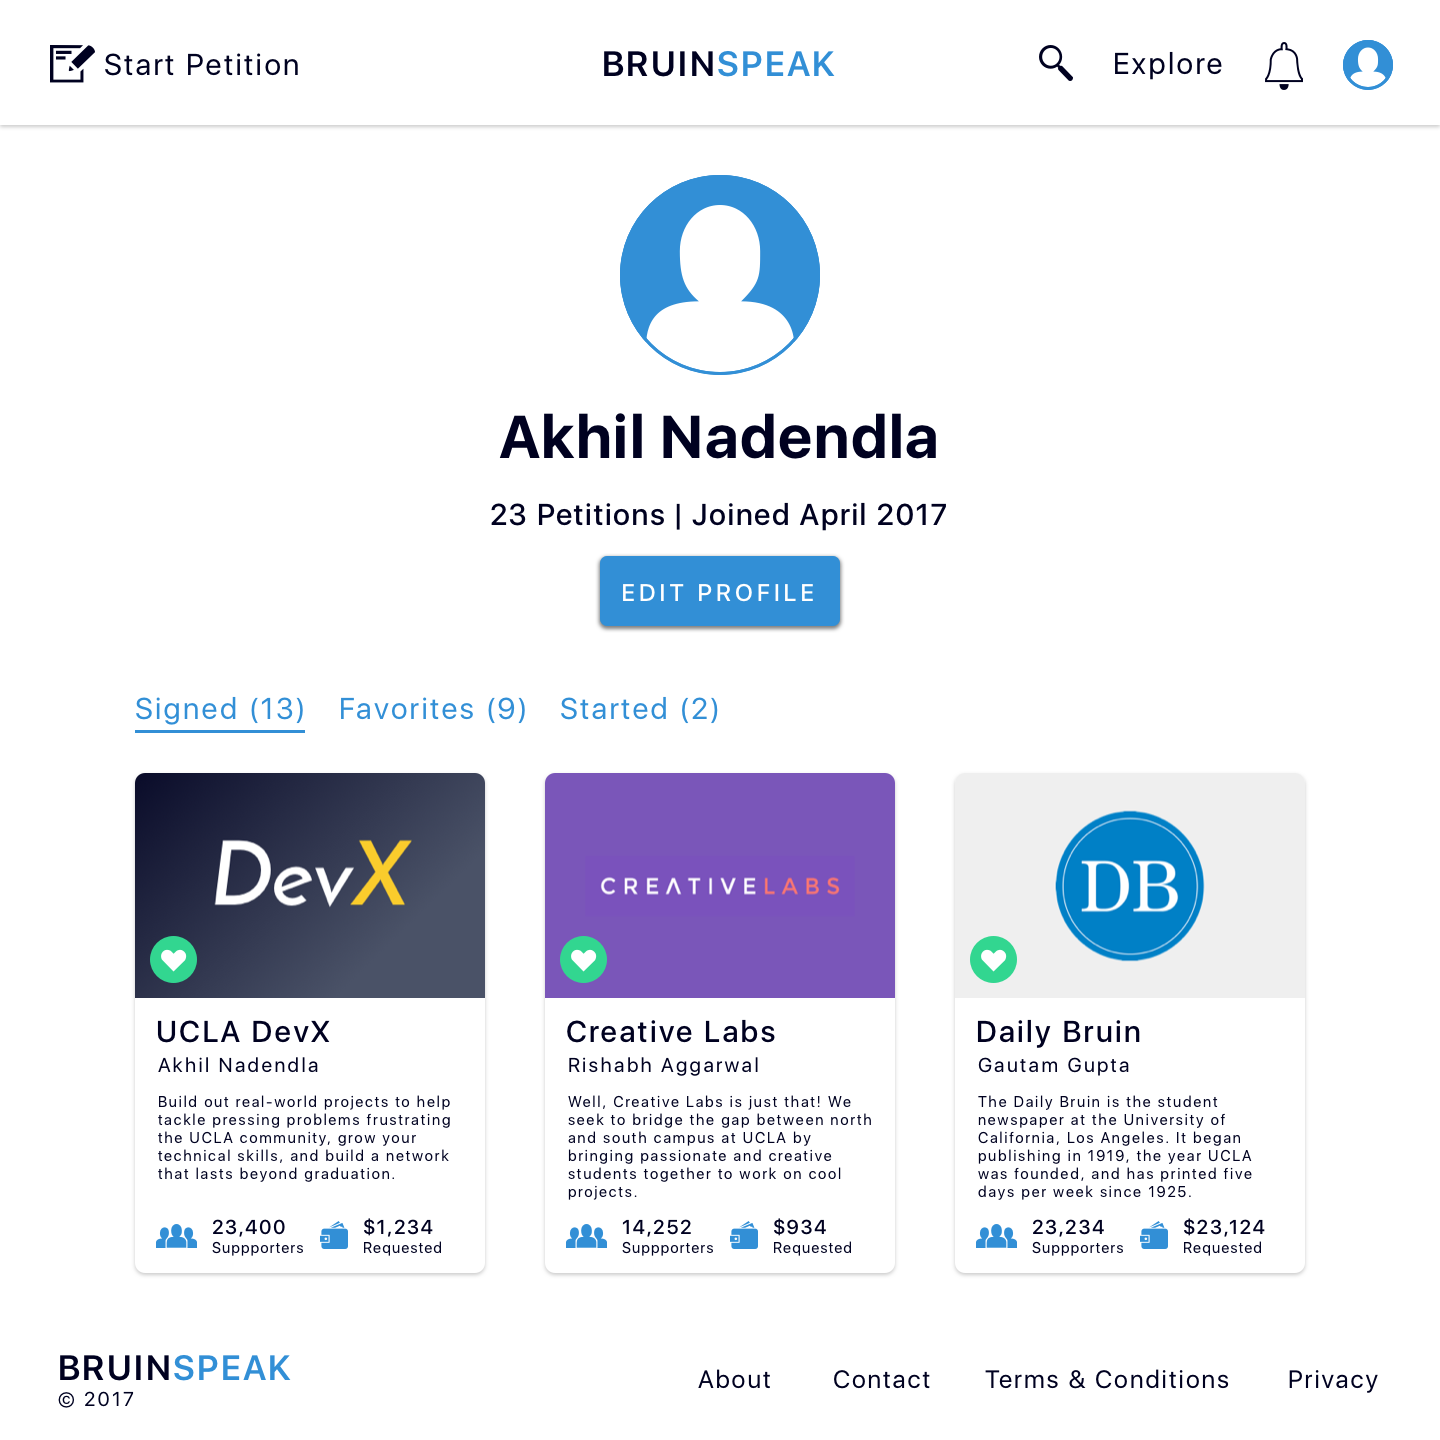 Start Petition
BRUINSPEAK
Explore
Akhil Nadendla
23 Petitions | Joined April 2017
EDIT PROFILE
Signed (13)
Favorites (9)
Started (2)
DevX
UCLA DevX
Akhil Nadendla
Build out real-world projects to help
tackle pressing problems frustrating
the UCLA community, grow your
technical skills, and build a network
that lasts beyond graduation.
23,400
Suppporters
$1,234
Requested
CREATIVELABS
Creative Labs
Rishabh Aggarwal
Well, Creative Labs is just that! We
seek to bridge the gap between north
and south campus at UCLA by
bringing passionate and creative
students together to work on cool
projects.
14,252
Suppporters
$934
Requested
DB
Daily Bruin
Gautam Gupta
The Daily Bruin is the student
newspaper at the University of
California, Los Angeles. It began
publishing in 1919, the year UCLA
was founded, and has printed five
days per week since 1925.
23,234
Suppporters
$23,124
Requested
BRUINSPEAK
© 2017
About
Contact
Terms & Conditions
Privacy